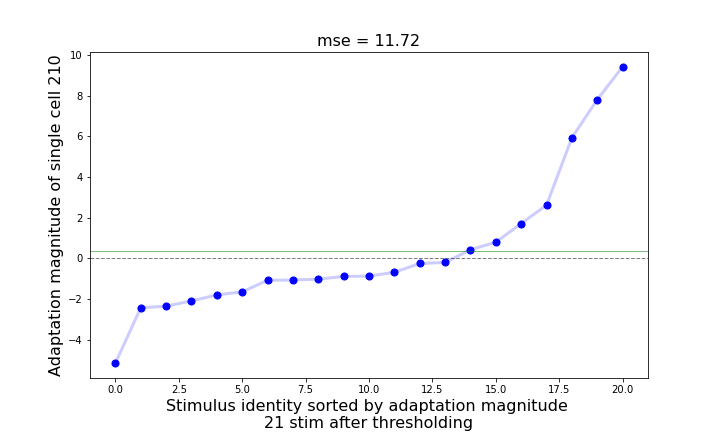 mse = 11.72
Adaptation magnitude of single cell 210
10
8
6
4
2
0
−2
−4
0.0 2.5 5.0 7.5 10.0 12.5 15.0 17.5 20.0
Stimulus identity sorted by adaptation magnitude
21 stim after thresholding